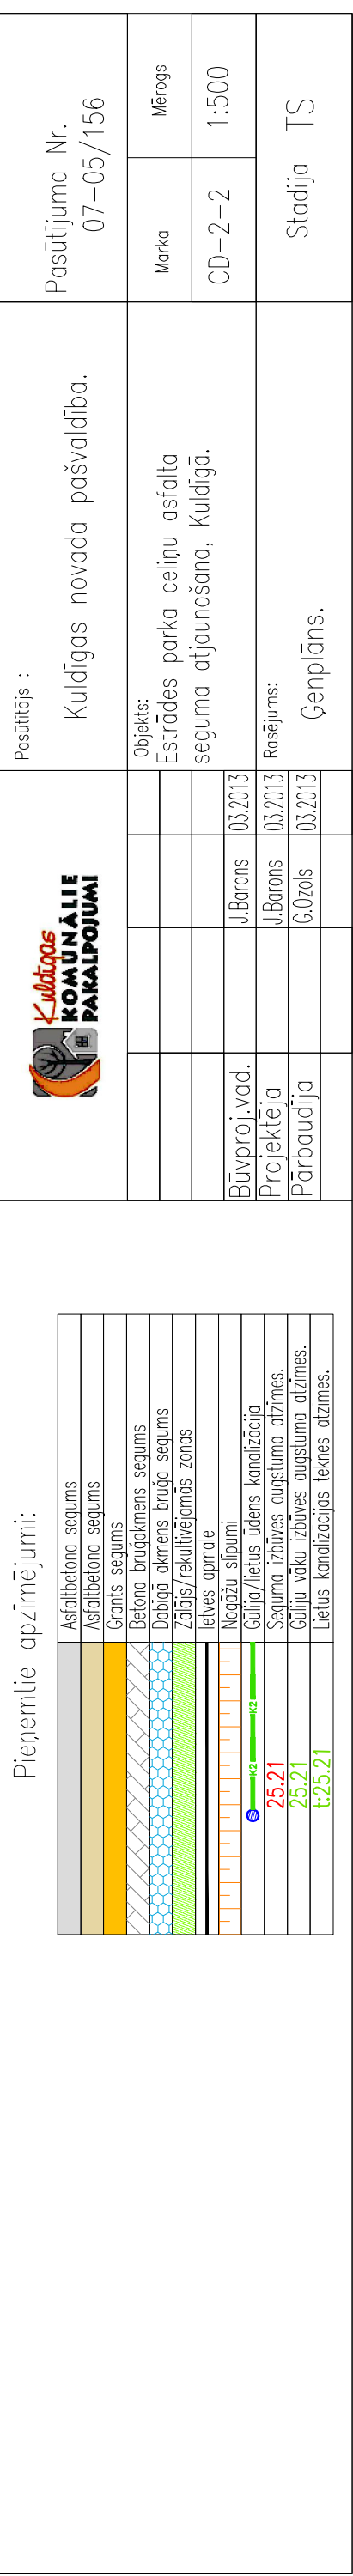 Pieņemtie apzīmējumi:
Asfaltbetona segums
Asfaltbetona segums
Grants segums
Betona bruģakmens segums
Dabīgā akmens bruģa segums
Zālājs/rekultivējamās zonas
Ietves apmale
Nogāžu slīpumi
K2 K2 Gūlija/lietus ūdens kanalizācija
25.21 Seguma izbūves augstuma atzīmes.
25.21 Gūliju vāku izbūves augstuma atzīmes.
t:25.21 Lietus kanalizācijas teknes atzīmes.
Kuldīgas
KOMUNĀLIE
PAKALPOJUMI
Būvproj.vad. J.Barons 03.2013
Projektēja J.Barons 03.2013
Pārbaudīja G.Ozols 03.2013
Pasūtītājs :
Kuldīgas novada pašvaldība.
Objekts:
Estrādes parka celiņu asfalta
seguma atjaunošana, Kuldīgā.
Rasējums:
Ģenplāns.
Pasūtījuma Nr.
07-05/156
Marka Mērogs
CD-2-2 1:500
Stadija TS